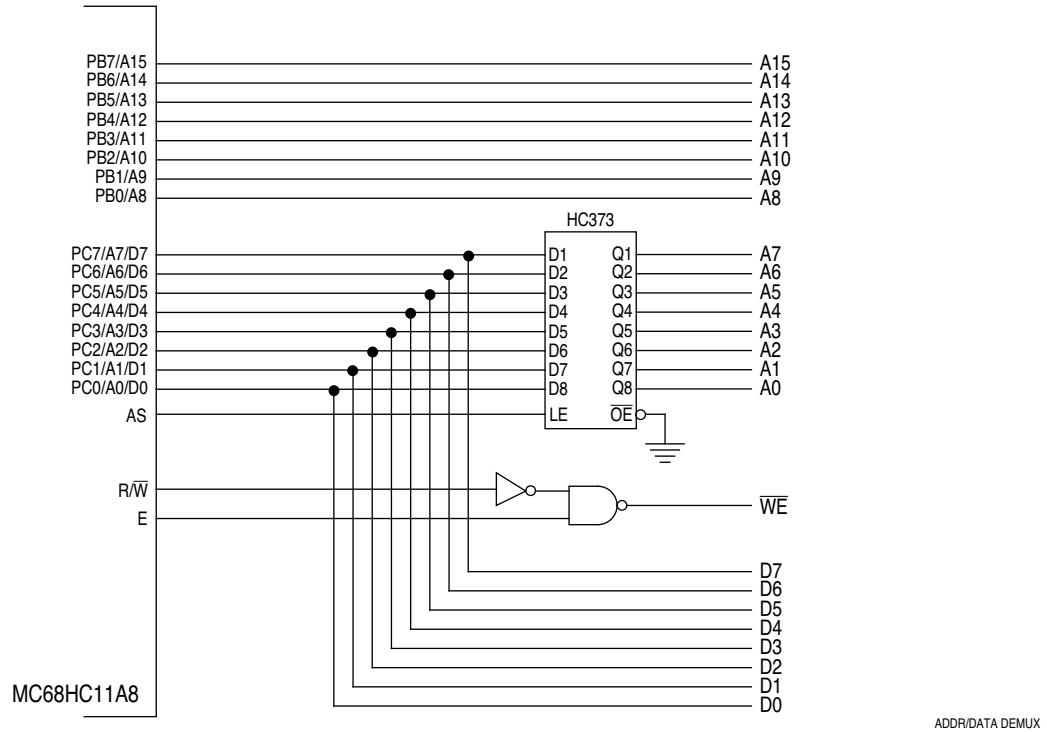 PB7/A15 A15
PB6/A14 A14
PB5/A13 A13
PB4/A12 A12
PB3/A11 A11
PB2/A10 A10
PB1/A9 A9
PB0/A8 A8
HC373
PC7/A7/D7 D1 Q1 A7
PC6/A6/D6 D2 Q2 A6
PC5/A5/D5 D3 Q3 A5
PC4/A4/D4 D4 Q4 A4
PC3/A3/D3 D5 Q5 A3
PC2/A2/D2 D6 Q6 A2
PC1/A1/D1 D7 Q7 A1
PC0/A0/D0 D8 Q8 A0
AS LE O̅E̅
R/W̅
E W̅E̅
D7
D6
D5
D4
D3
D2
D1
D0
MC68HC11A8
ADDR/DATA DEMUX